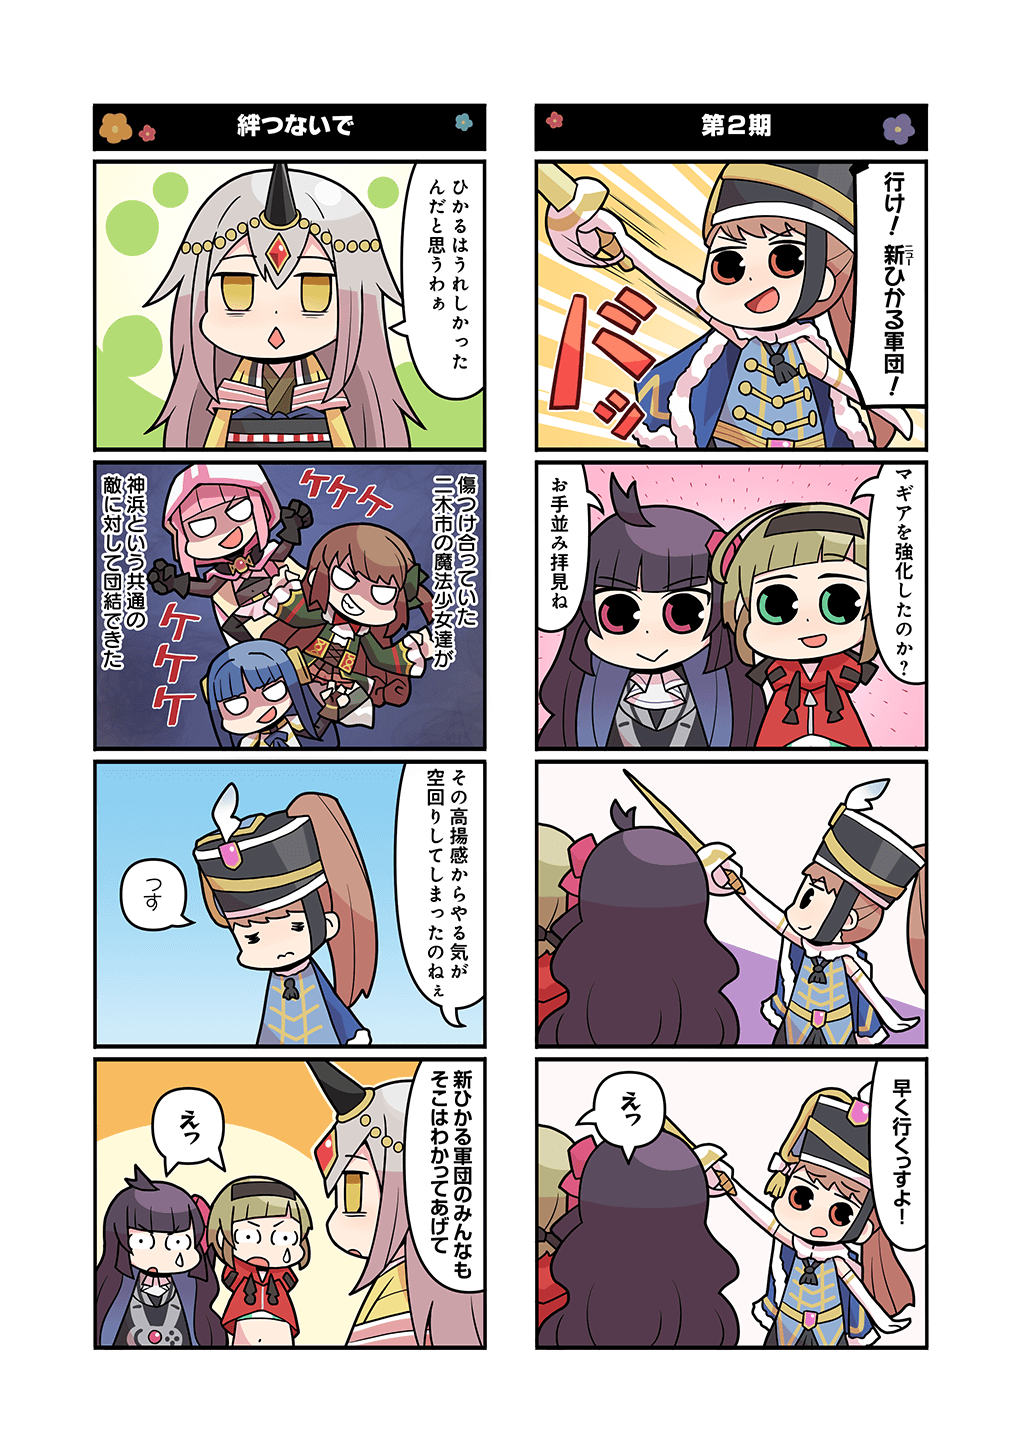 第2期
行け！新ひかる軍団！
ニュー
ドッ
マギアを強化したのか？
お手並み拝見ね
早く行くっすよ！
えっ
絆つないで
ひかるはうれしかった
んだと思うわぁ
傷つけ合っていた
二木市の魔法少女達が
ケケケ
神浜という共通の
敵に対して団結できた
ケケケ
その高揚感からやる気が
空回りしてしまったのねぇ
っす
新ひかる軍団のみんなも
そこはわかってあげて
えっ